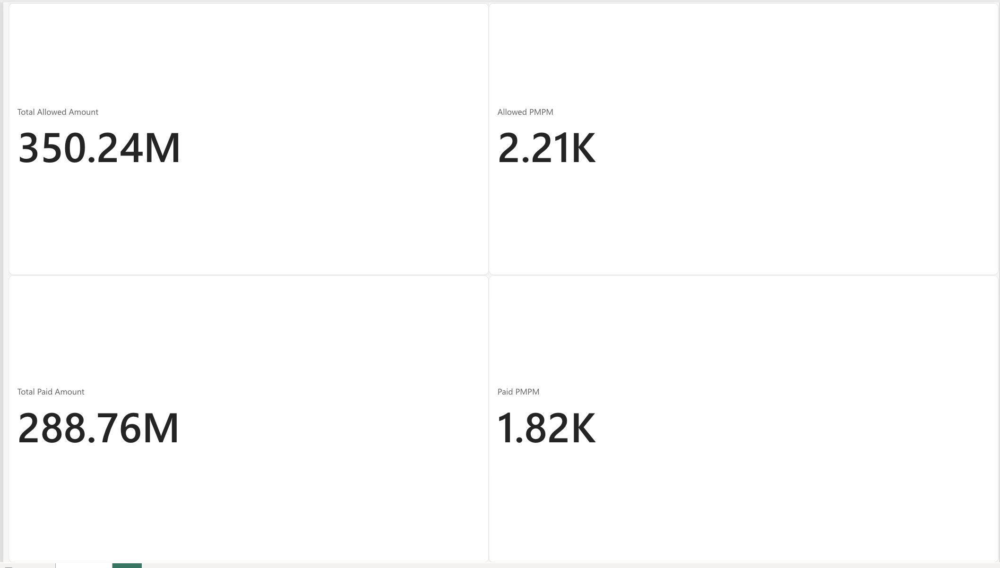 Total Allowed Amount
350.24M
Allowed PMPM
2.21K
Total Paid Amount
288.76M
Paid PMPM
1.82K